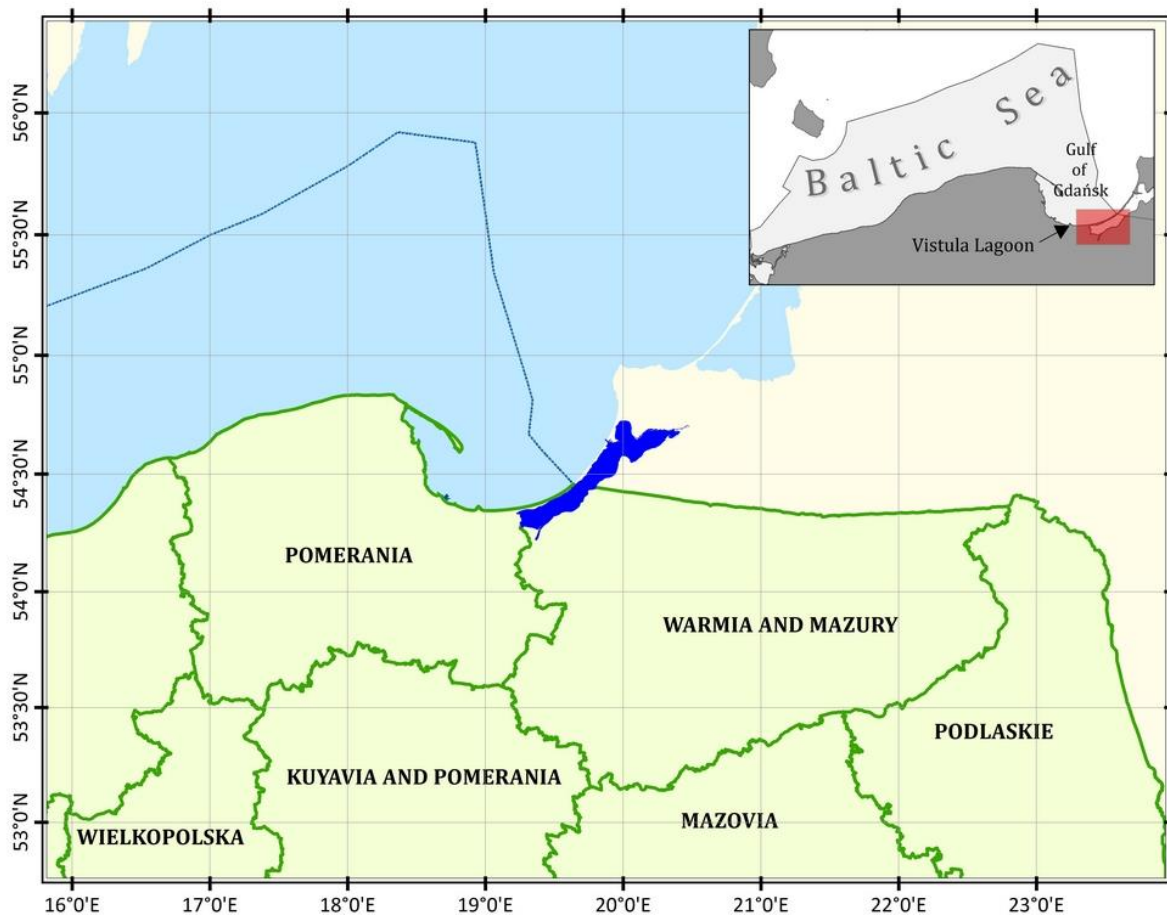 Baltic Sea
Gulf
of
Gdańsk
Vistula Lagoon
56°0'N
55°30'N
55°0'N
54°30'N
54°0'N
53°30'N
53°0'N
POMERANIA
WARMIA AND MAZURY
PODLASKIE
KUYAVIA AND POMERANIA
MAZOVIA
WIELKOPOLSKA
16°0'E
17°0'E
18°0'E
19°0'E
20°0'E
21°0'E
22°0'E
23°0'E